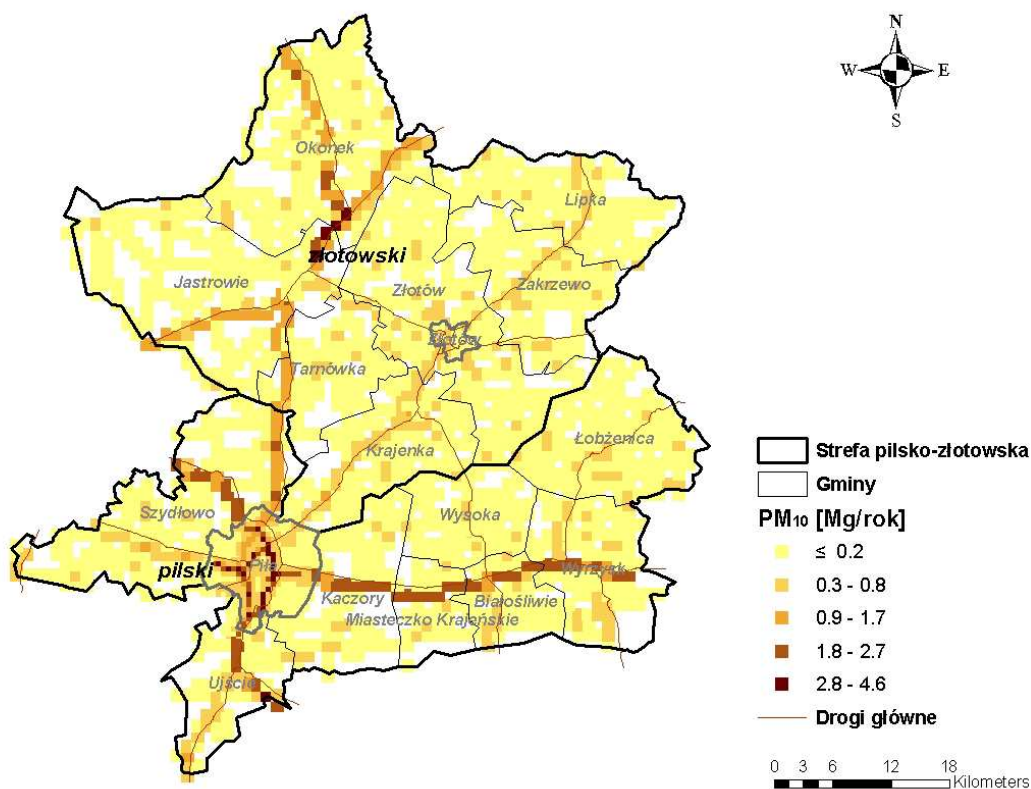 N
W E
S
Okonek
Lipka
złotowski
Jastrowie
Złotów
Zakrzewo
Złotów
Tarnówka
Łobżenica
Krajenka
Szydłowo
Wysoka
pilski
Piła
Wyrzysk
Kaczory
Białośliwie
Miasteczko Krajeńskie
Ujście
Strefa pilsko-złotowska
Gminy
PM10 [Mg/rok]
≤ 0.2
0.3 - 0.8
0.9 - 1.7
1.8 - 2.7
2.8 - 4.6
Drogi główne
0 3 6 12 18
Kilometers